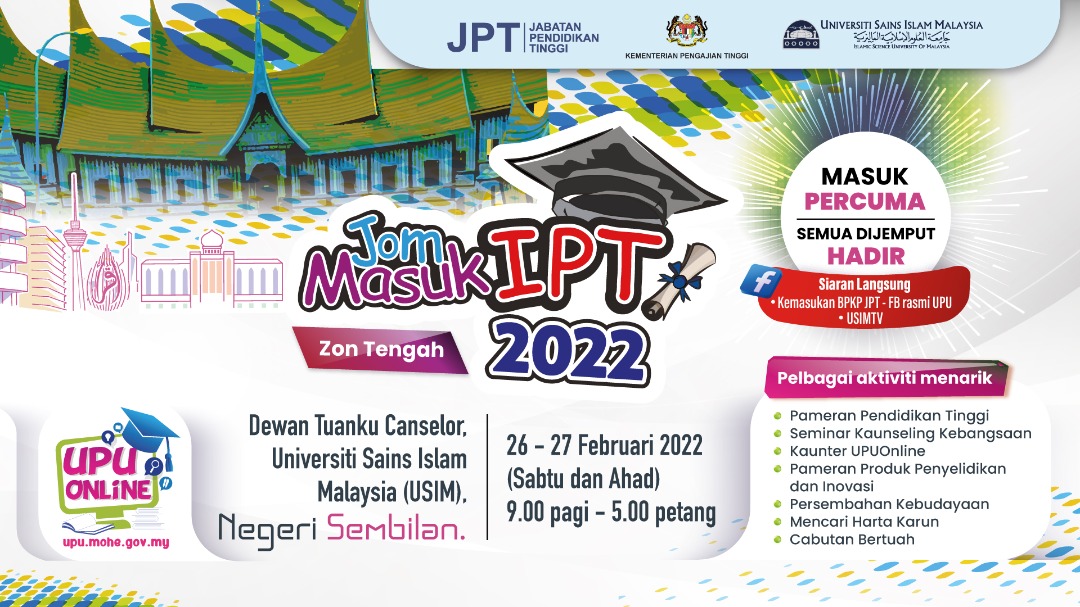 JPT
JABATAN
PENDIDIKAN
TINGGI
KEMENTERIAN PENGAJIAN TINGGI
UNIVERSITI SAINS ISLAM MALAYSIA
جامعة العلوم الإسلامية الماليزية
ISLAMIC SCIENCE UNIVERSITY OF MALAYSIA
MASUK
PERCUMA
SEMUA DIJEMPUT
HADIR
f
Siaran Langsung
• Kemasukan BPKP JPT - FB rasmi UPU
• USIMTV
Jom
Masuk IPT
2022
Zon Tengah
UPU
ONLINE
upu.mohe.gov.my
Dewan Tuanku Canselor,
Universiti Sains Islam
Malaysia (USIM),
Negeri Sembilan.
26 – 27 Februari 2022
(Sabtu dan Ahad)
9.00 pagi – 5.00 petang
Pelbagai aktiviti menarik
Pameran Pendidikan Tinggi
Seminar Kaunseling Kebangsaan
Kaunter UPUOnline
Pameran Produk Penyelidikan
dan Inovasi
Persembahan Kebudayaan
Mencari Harta Karun
Cabutan Bertuah